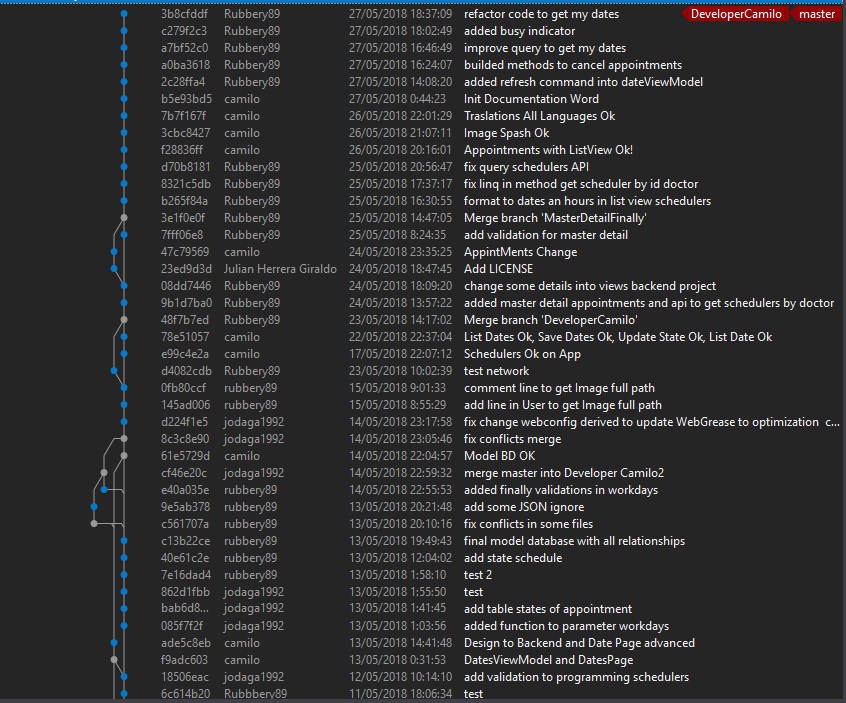 3b8cfddf Rubbery89 27/05/2018 18:37:09 refactor code to get my dates DeveloperCamilo master
c279f2c3 Rubbery89 27/05/2018 18:02:49 added busy indicator
a7bf52c0 Rubbery89 27/05/2018 16:46:49 improve query to get my dates
a0ba3618 Rubbery89 27/05/2018 16:24:07 builded methods to cancel appointments
2c28ffa4 Rubbery89 27/05/2018 14:08:20 added refresh command into dateViewModel
b5e93bd5 camilo 27/05/2018 0:44:23 Init Documentation Word
7b7f167f camilo 26/05/2018 22:01:29 Traslations All Languages Ok
3cbc8427 camilo 26/05/2018 21:07:11 Image Spash Ok
f28836ff camilo 26/05/2018 20:16:01 Appointments with ListView Ok!
d70b8181 Rubbery89 25/05/2018 20:56:47 fix query schedulers API
8321c5db Rubbery89 25/05/2018 17:37:17 fix linq in method get scheduler by id doctor
b265f84a Rubbery89 25/05/2018 16:30:55 format to dates an hours in list view schedulers
3e1f0e0f Rubbery89 25/05/2018 14:47:05 Merge branch 'MasterDetailFinally'
7fff06e8 Rubbery89 25/05/2018 8:24:35 add validation for master detail
47c79569 camilo 24/05/2018 23:35:25 AppintMents Change
23ed9d3d Julian Herrera Giraldo 24/05/2018 18:47:45 Add LICENSE
08dd7446 Rubbery89 24/05/2018 18:09:20 change some details into views backend project
9b1d7ba0 Rubbery89 24/05/2018 13:57:22 added master detail appointments and api to get schedulers by doctor
48f7b7ed Rubbery89 23/05/2018 14:17:02 Merge branch 'DeveloperCamilo'
78e51057 camilo 22/05/2018 22:37:04 List Dates Ok, Save Dates Ok, Update State Ok, List Date Ok
e99c4e2a camilo 17/05/2018 22:07:12 Schedulers Ok on App
d4082cdb Rubbery89 23/05/2018 10:02:39 test network
0fb80ccf rubbery89 15/05/2018 9:01:33 comment line to get Image full path
145ad006 rubbery89 15/05/2018 8:55:29 add line in User to get Image full path
d224f1e5 jodaga1992 14/05/2018 23:17:58 fix change webconfig derived to update WebGrease to optimization c...
8c3c8e90 jodaga1992 14/05/2018 23:05:46 fix conflicts merge
61e5729d camilo 14/05/2018 22:04:57 Model BD OK
cf46e20c jodaga1992 14/05/2018 22:59:32 merge master into Developer Camilo2
e40a035e rubbery89 14/05/2018 22:55:53 added finally validations in workdays
9e5ab378 rubbery89 13/05/2018 20:21:48 add some JSON ignore
c561707a rubbery89 13/05/2018 20:10:16 fix conflicts in some files
c13b22ce rubbery89 13/05/2018 19:49:43 final model database with all relationships
40e61c2e rubbery89 13/05/2018 12:04:02 add state schedule
7e16dad4 rubbery89 13/05/2018 1:58:10 test 2
862d1fbb jodaga1992 13/05/2018 1:55:50 test
bab6d8... jodaga1992 13/05/2018 1:41:45 add table states of appointment
085f7f2f jodaga1992 13/05/2018 1:03:56 added function to parameter workdays
ade5c8eb camilo 13/05/2018 14:41:48 Design to Backend and Date Page advanced
f9adc603 camilo 13/05/2018 0:31:53 DatesViewModel and DatesPage
18506eac jodaga1992 12/05/2018 10:14:10 add validation to programming schedulers
6c614b20 Rubbbery89 11/05/2018 18:06:34 test